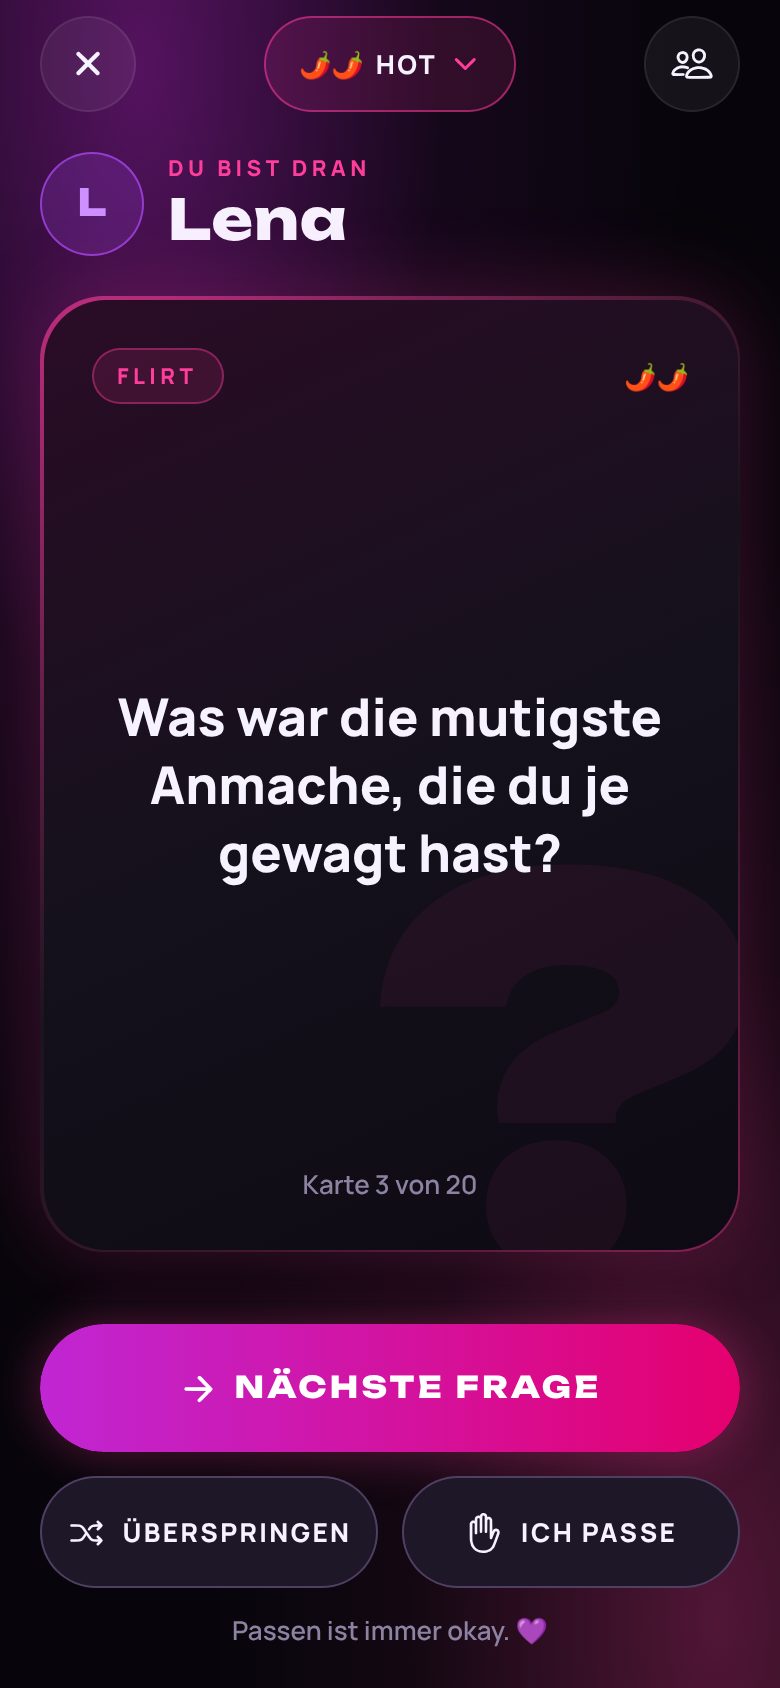 🌶️🌶️ HOT
DU BIST DRAN
L
Lena
FLIRT
🌶️🌶️
Was war die mutigste
Anmache, die du je
gewagt hast?
?
Karte 3 von 20
→ NÄCHSTE FRAGE
ÜBERSPRINGEN
ICH PASSE
Passen ist immer okay. 💜